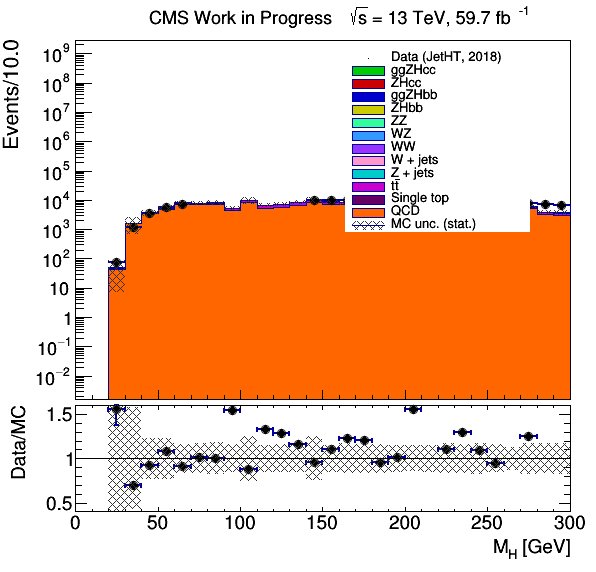 CMS Work in Progress √s = 13 TeV, 59.7 fb⁻¹
Events/10.0
10⁹
10⁸
10⁷
10⁶
10⁵
10⁴
10³
10²
10
1
10⁻¹
10⁻²
Data (JetHT, 2018)
ggZHcc
ZHcc
ggZHbb
ZHbb
ZZ
WZ
WW
W + jets
Z + jets
tt̄
Single top
QCD
MC unc. (stat.)
Data/MC
1.5
1
0.5
0 50 100 150 200 250 300
M_H [GeV]